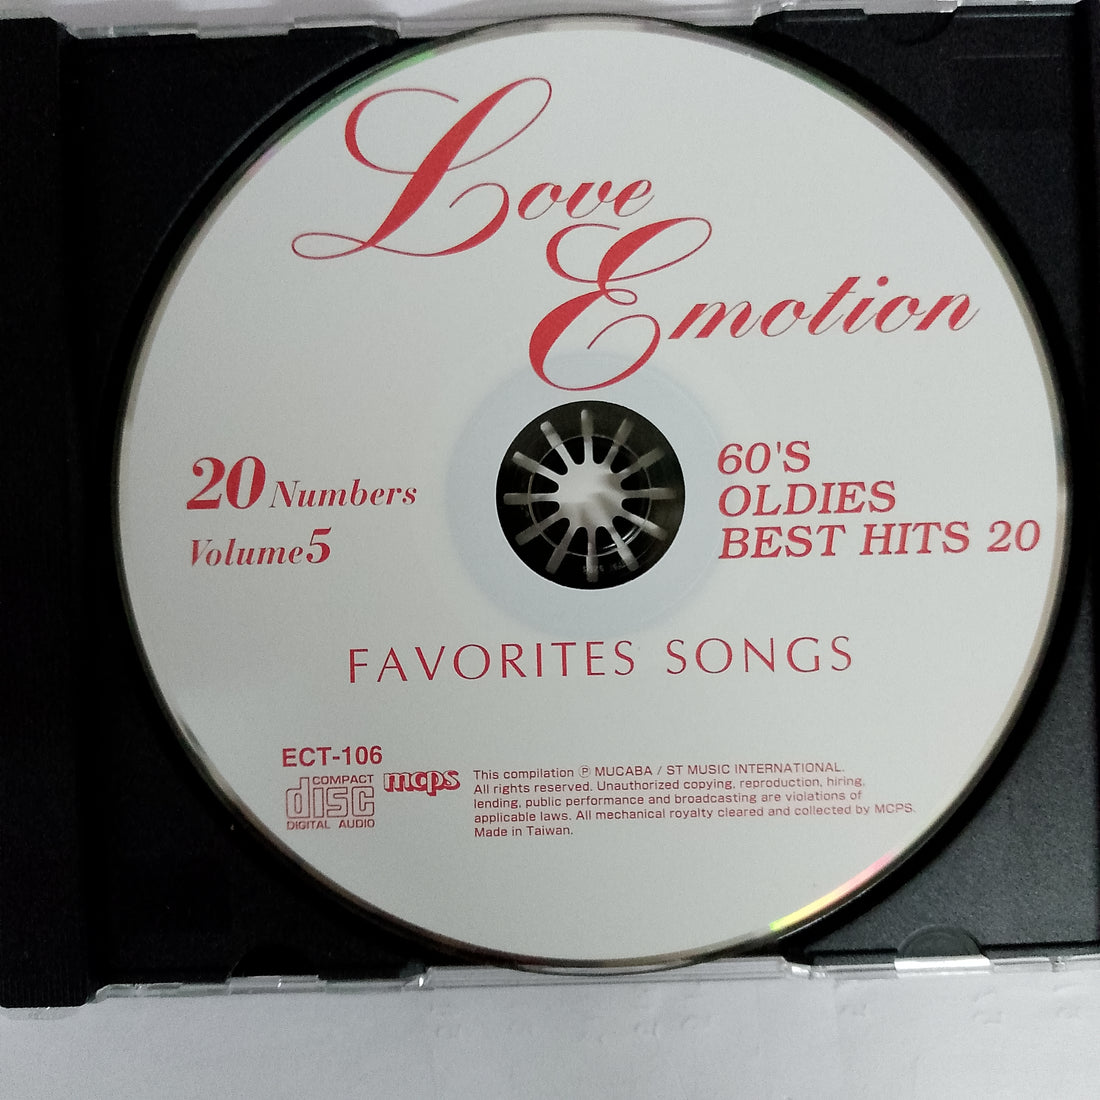 Love
Emotion
20 Numbers
Volume5
60'S
OLDIES
BEST HITS 20
FAVORITES SONGS
ECT-106
COMPACT
disc
DIGITAL AUDIO
mcps
This compilation ℗ MUCABA / ST MUSIC INTERNATIONAL.
All rights reserved. Unauthorized copying, reproduction, hiring,
lending, public performance and broadcasting are violations of
applicable laws. All mechanical royalty cleared and collected by MCPS.
Made in Taiwan.